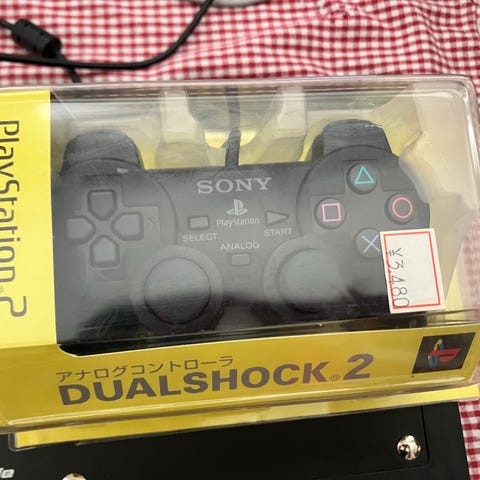 PlayStation®2
SONY
PlayStation
SELECT
START
ANALOG
¥3,480
アナログコントローラ
DUALSHOCK®2